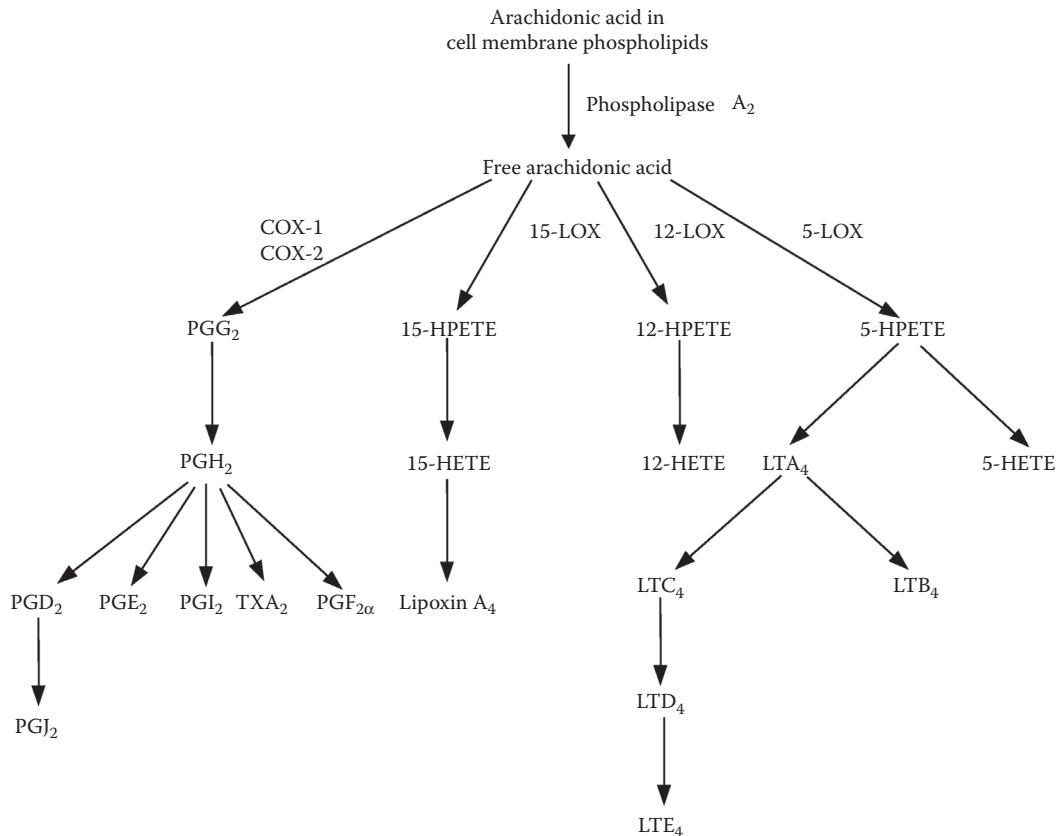 Arachidonic acid in
cell membrane phospholipids
Phospholipase A₂
Free arachidonic acid
COX-1
COX-2
15-LOX
12-LOX
5-LOX
PGG₂
15-HPETE
12-HPETE
5-HPETE
PGH₂
15-HETE
12-HETE
LTA₄
5-HETE
PGD₂
PGE₂
PGI₂
TXA₂
PGF₂α
Lipoxin A₄
LTC₄
LTB₄
PGJ₂
LTD₄
LTE₄